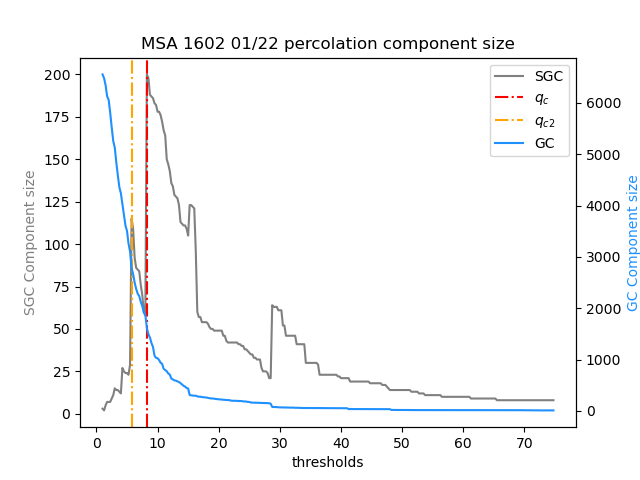 MSA 1602 01/22 percolation component size
SGC
q_c
q_c2
GC
200
175
150
125
100
75
50
25
0
SGC Component size
6000
5000
4000
3000
2000
1000
0
GC Component size
0 10 20 30 40 50 60 70
thresholds